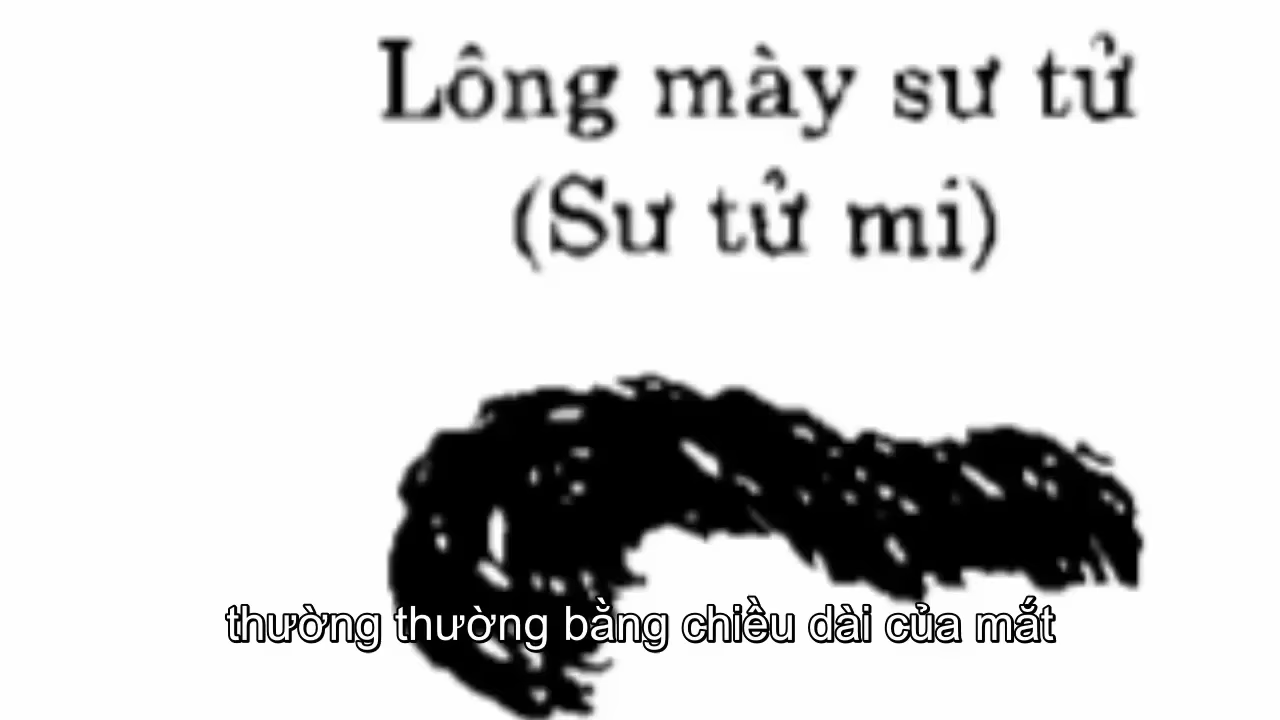 Lông mày sư tử
(Sư tử mi)
thường thường bằng chiều dài của mắt